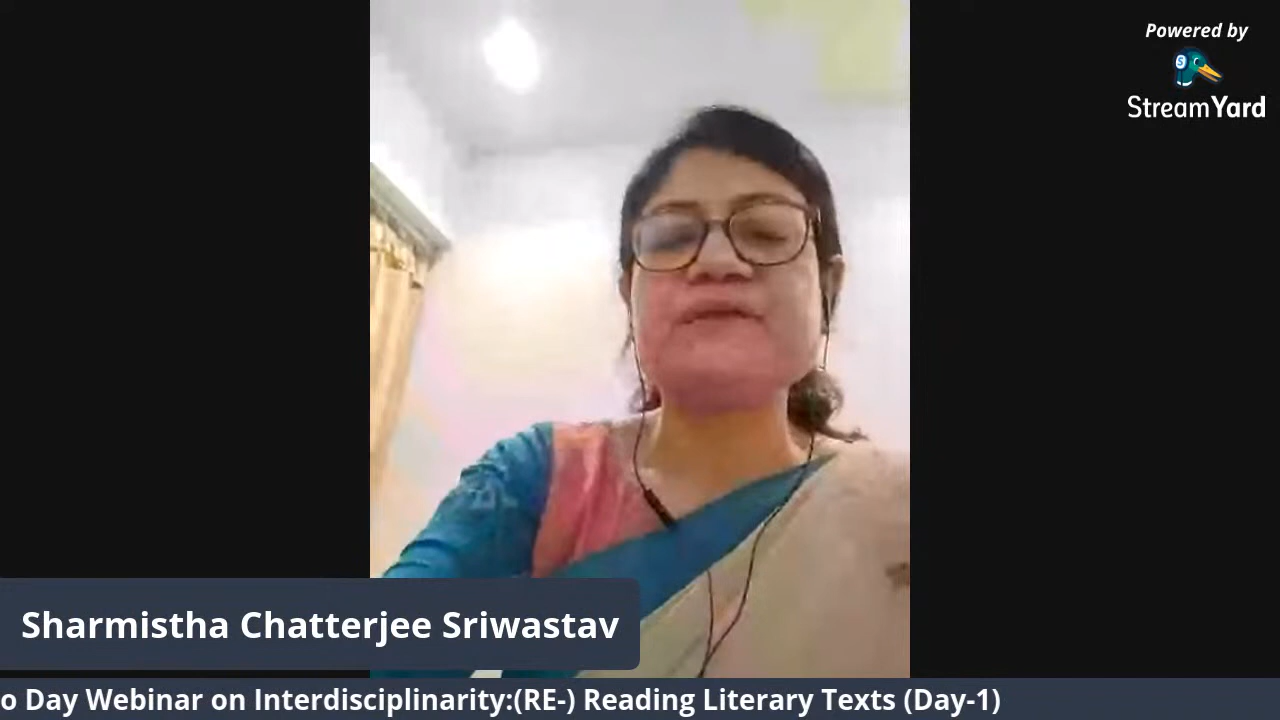 Powered by
StreamYard
Sharmistha Chatterjee Sriwastav
o Day Webinar on Interdisciplinarity:(RE-) Reading Literary Texts (Day-1)